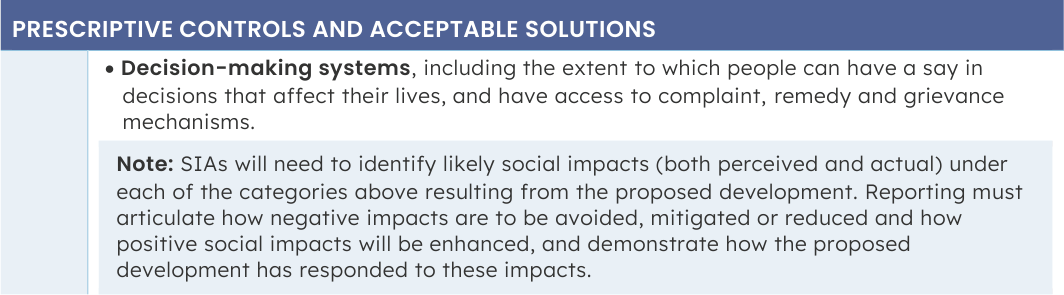 PRESCRIPTIVE CONTROLS AND ACCEPTABLE SOLUTIONS
• Decision-making systems, including the extent to which people can have a say in
decisions that affect their lives, and have access to complaint, remedy and grievance
mechanisms.
Note: SIAs will need to identify likely social impacts (both perceived and actual) under
each of the categories above resulting from the proposed development. Reporting must
articulate how negative impacts are to be avoided, mitigated or reduced and how
positive social impacts will be enhanced, and demonstrate how the proposed
development has responded to these impacts.